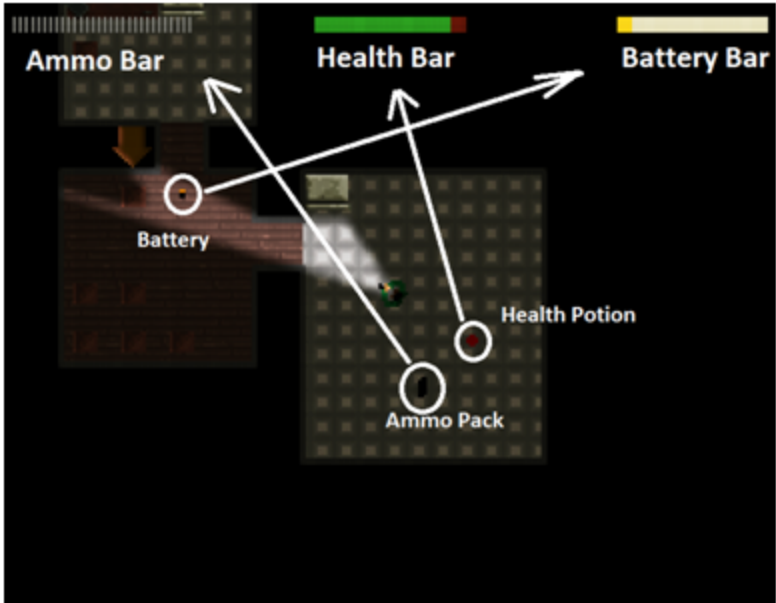 Ammo Bar
Health Bar
Battery Bar
Battery
Health Potion
Ammo Pack